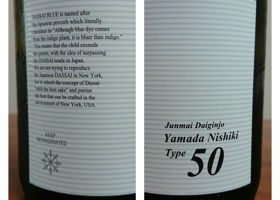 DASSAI BLUE is named after
the Japanese proverb which literally
translates to "Although blue dye comes
from the indigo plant, it is bluer than indigo."
This means that the child exceeds
the parent, with the idea of surpassing
the DASSAI made in Japan.
We are not trying to reproduce
the Japanese DASSAI in New York,
but to inherit the concept of Dassai
"with the best sake" and pursue
the best that can be crafted in the
environment of New York, USA.
KEEP
REFRIGERATED
Junmai Daiginjo
Yamada Nishiki
Type 50